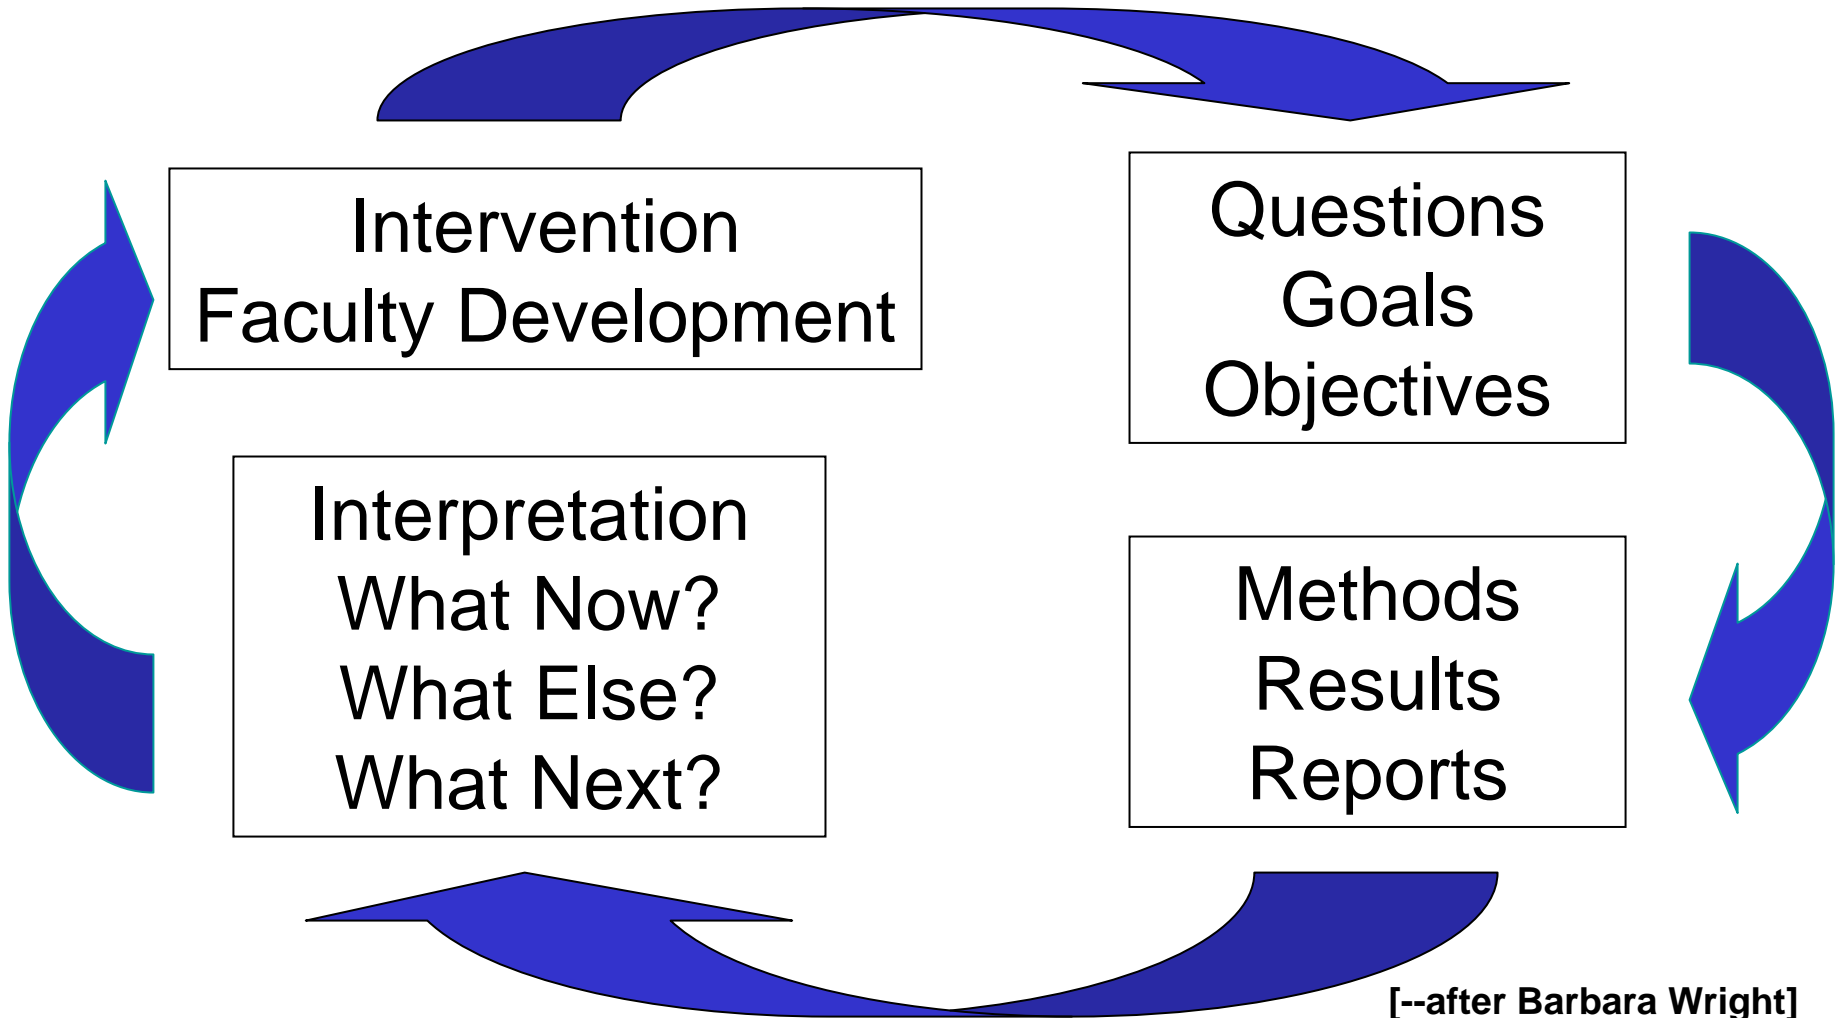 Intervention
Faculty Development
Questions
Goals
Objectives
Interpretation
What Now?
What Else?
What Next?
Methods
Results
Reports
[--after Barbara Wright]